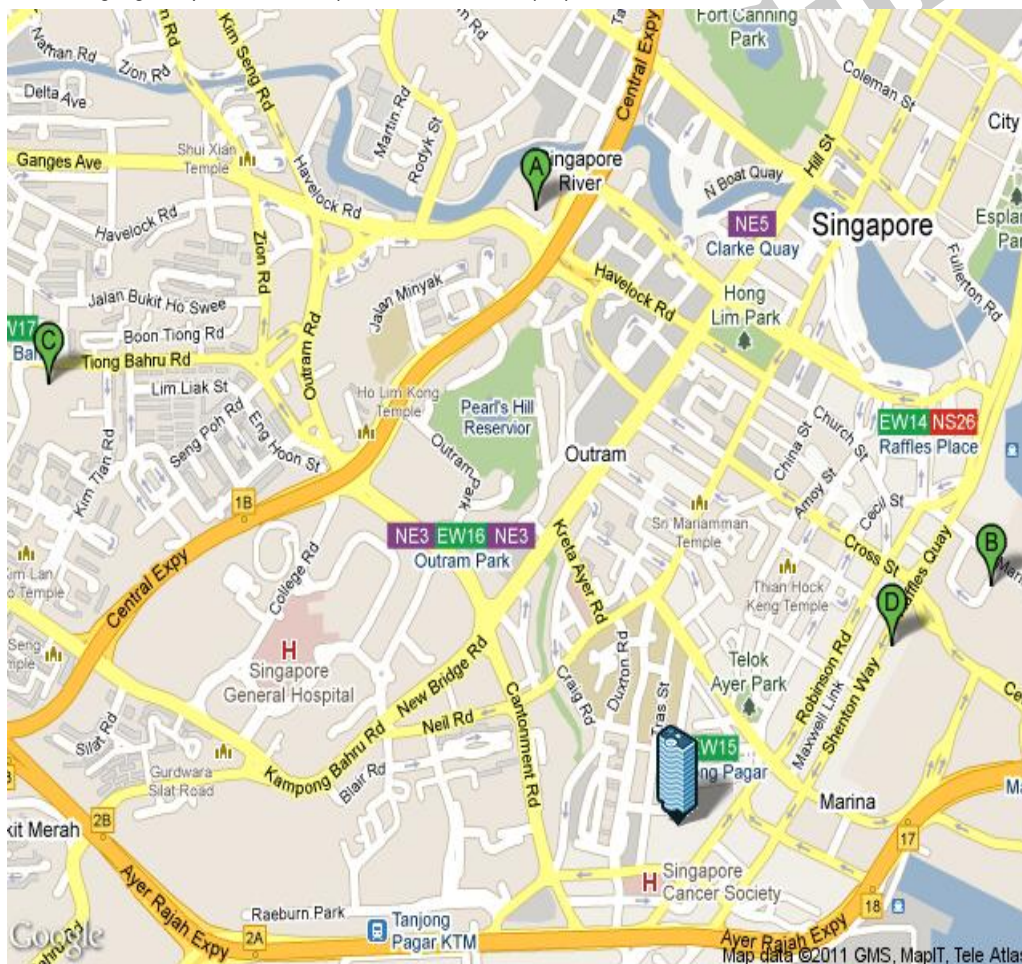 Fort Canning
Park
Kim Seng Rd
Central Expy
Zion Rd
Delta Ave
Martin Rd
Rodyk St
Coleman St
City
Shui Xian
Temple
Ganges Ave
Havelock Rd
A
Singapore
River
N Boat Quay
Hill St
NE5
Clarke Quay
Singapore
Havelock Rd
Zion Rd
Fullerton Rd
Jalan Bukit Ho Swee
Jalan Minyak
Havelock Rd
Hong
Lim Park
C
Boon Tiong Rd
Tiong Bahru Rd
Outram Rd
Lim Liak St
Ho Lim Kong
Temple
Pearl's Hill
Reservior
Seng Poh Rd
Eng Hoon St
Church St
China St
EW14 NS26
Raffles Place
Kim Tian Rd
Outram Park
Outram
Amoy St
Cecil St
1B
Sri Mariamman
Temple
NE3 EW16 NE3
Outram Park
Kreta Ayer Rd
Cross St
Raffles Quay
B
Central Expy
College Rd
Thian Hock
Keng Temple
D
H
Singapore
General Hospital
New Bridge Rd
Craig Rd
Duxton Rd
Tras St
Telok
Ayer Park
Robinson Rd
Maxwell Link
Shenton Way
Silat Rd
Neil Rd
Cantonment Rd
Gurdwara
Silat Road
Kampong Bahru Rd
Blair Rd
Marina
2B
17
Ayer Rajah Expy
H
Singapore
Cancer Society
18
Raeburn Park
Tanjong
Pagar KTM
2A
Ayer Rajah Expy
Google
Map data ©2011 GMS, MapIT, Tele Atlas